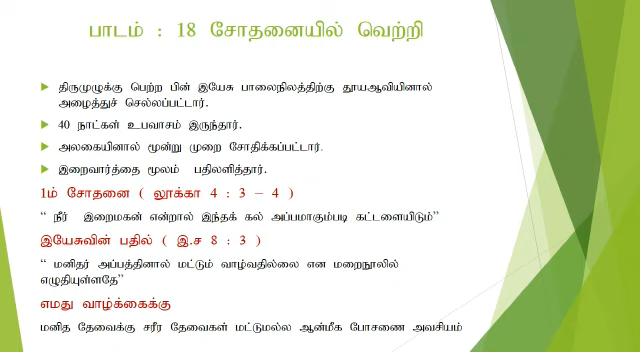 பாடம் : 18 சோதனையில் வெற்றி
திருமுழுக்கு பெற்ற பின் இயேசு பாலைநிலத்திற்கு தூயஆவியினால்
அழைத்துச் செல்லப்பட்டார்.
40 நாட்கள் உபவாசம் இருந்தார்.
அலகையினால் மூன்று முறை சோதிக்கப்பட்டார்.
இறைவார்த்தை மூலம் பதிலளித்தார்.
1ம் சோதனை ( லூக்கா 4 : 3 – 4 )
“ நீர் இறைமகன் என்றால் இந்தக் கல் அப்பமாகும்படி கட்டளையிடும்”
இயேசுவின் பதில் ( இ.ச 8 : 3 )
“ மனிதர் அப்பத்தினால் மட்டும் வாழ்வதில்லை என மறைநூலில்
எழுதியுள்ளதே”
எமது வாழ்க்கைக்கு
மனித தேவைக்கு சரீர தேவைகள் மட்டுமல்ல ஆன்மீக போசணை அவசியம்